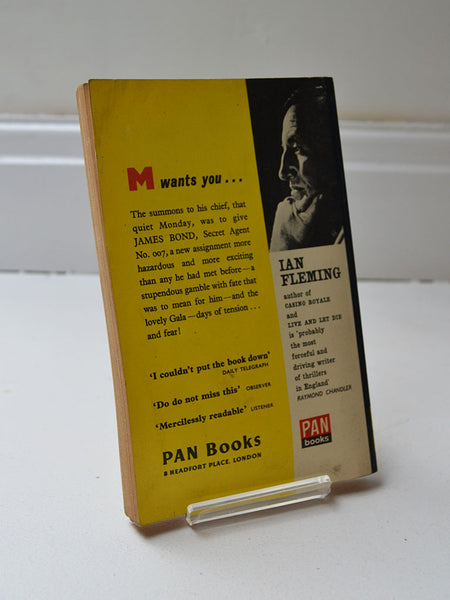 M wants you...
The summons to his chief, that
quiet Monday, was to give
JAMES BOND, Secret Agent
No. 007, a new assignment more
hazardous and more exciting
than any he had met before—a
stupendous gamble with fate that
was to mean for him—and the
lovely Gala—days of tension...
and fear!
'I couldn't put the book down'
DAILY TELEGRAPH
'Do do not miss this' OBSERVER
'Mercilessly readable' LISTENER
PAN Books
8 HEADFORT PLACE, LONDON
IAN
FLEMING
author of
CASINO ROYALE
and
LIVE AND LET DIE
is 'probably
the most
forceful and
driving writer
of thrillers
in England'
RAYMOND CHANDLER
PAN
books